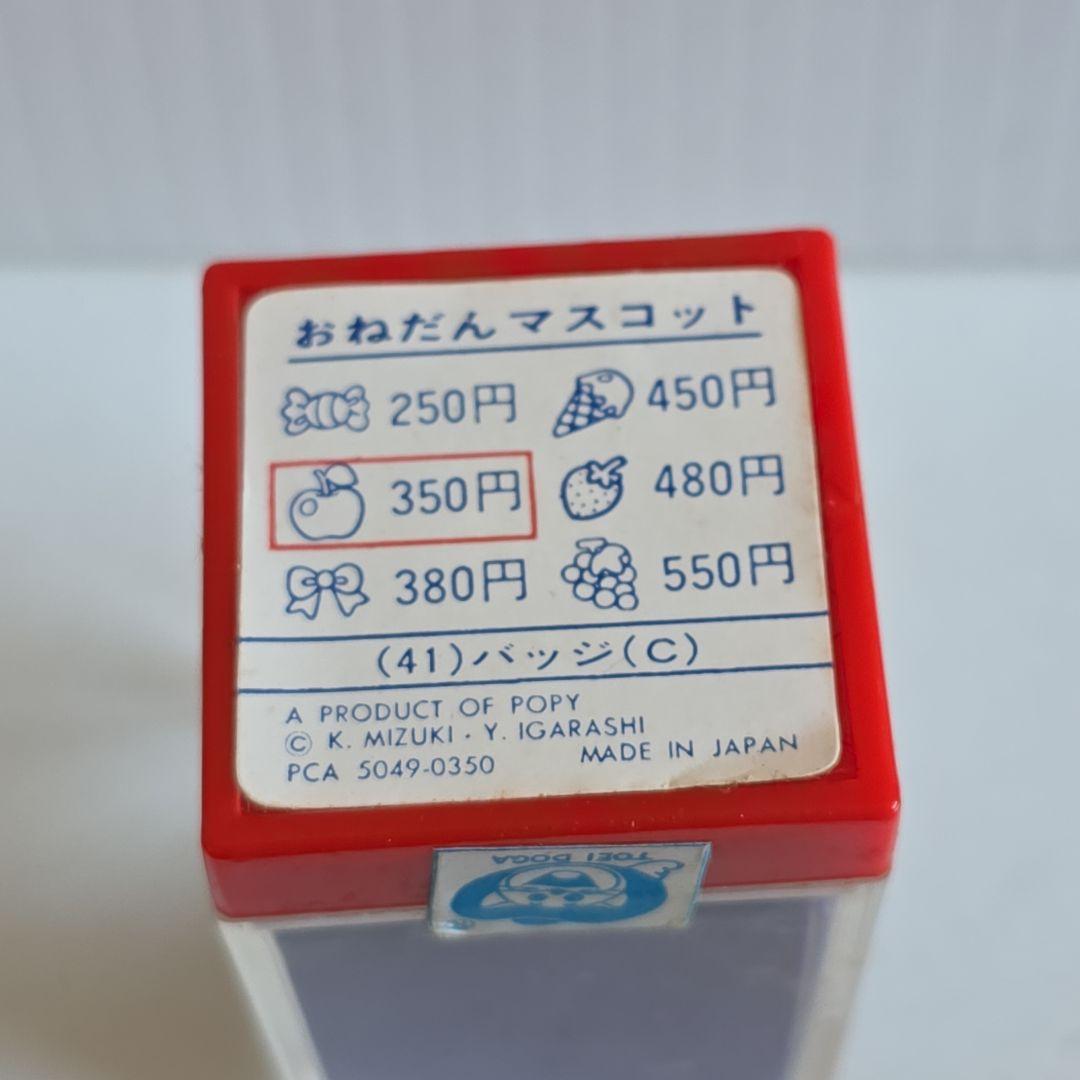 おねだんマスコット
250円 450円
350円 480円
380円 550円
(41)バッジ(C)
A PRODUCT OF POPY
© K. MIZUKI · Y. IGARASHI
PCA 5049-0350 MADE IN JAPAN
TOEI DOGA